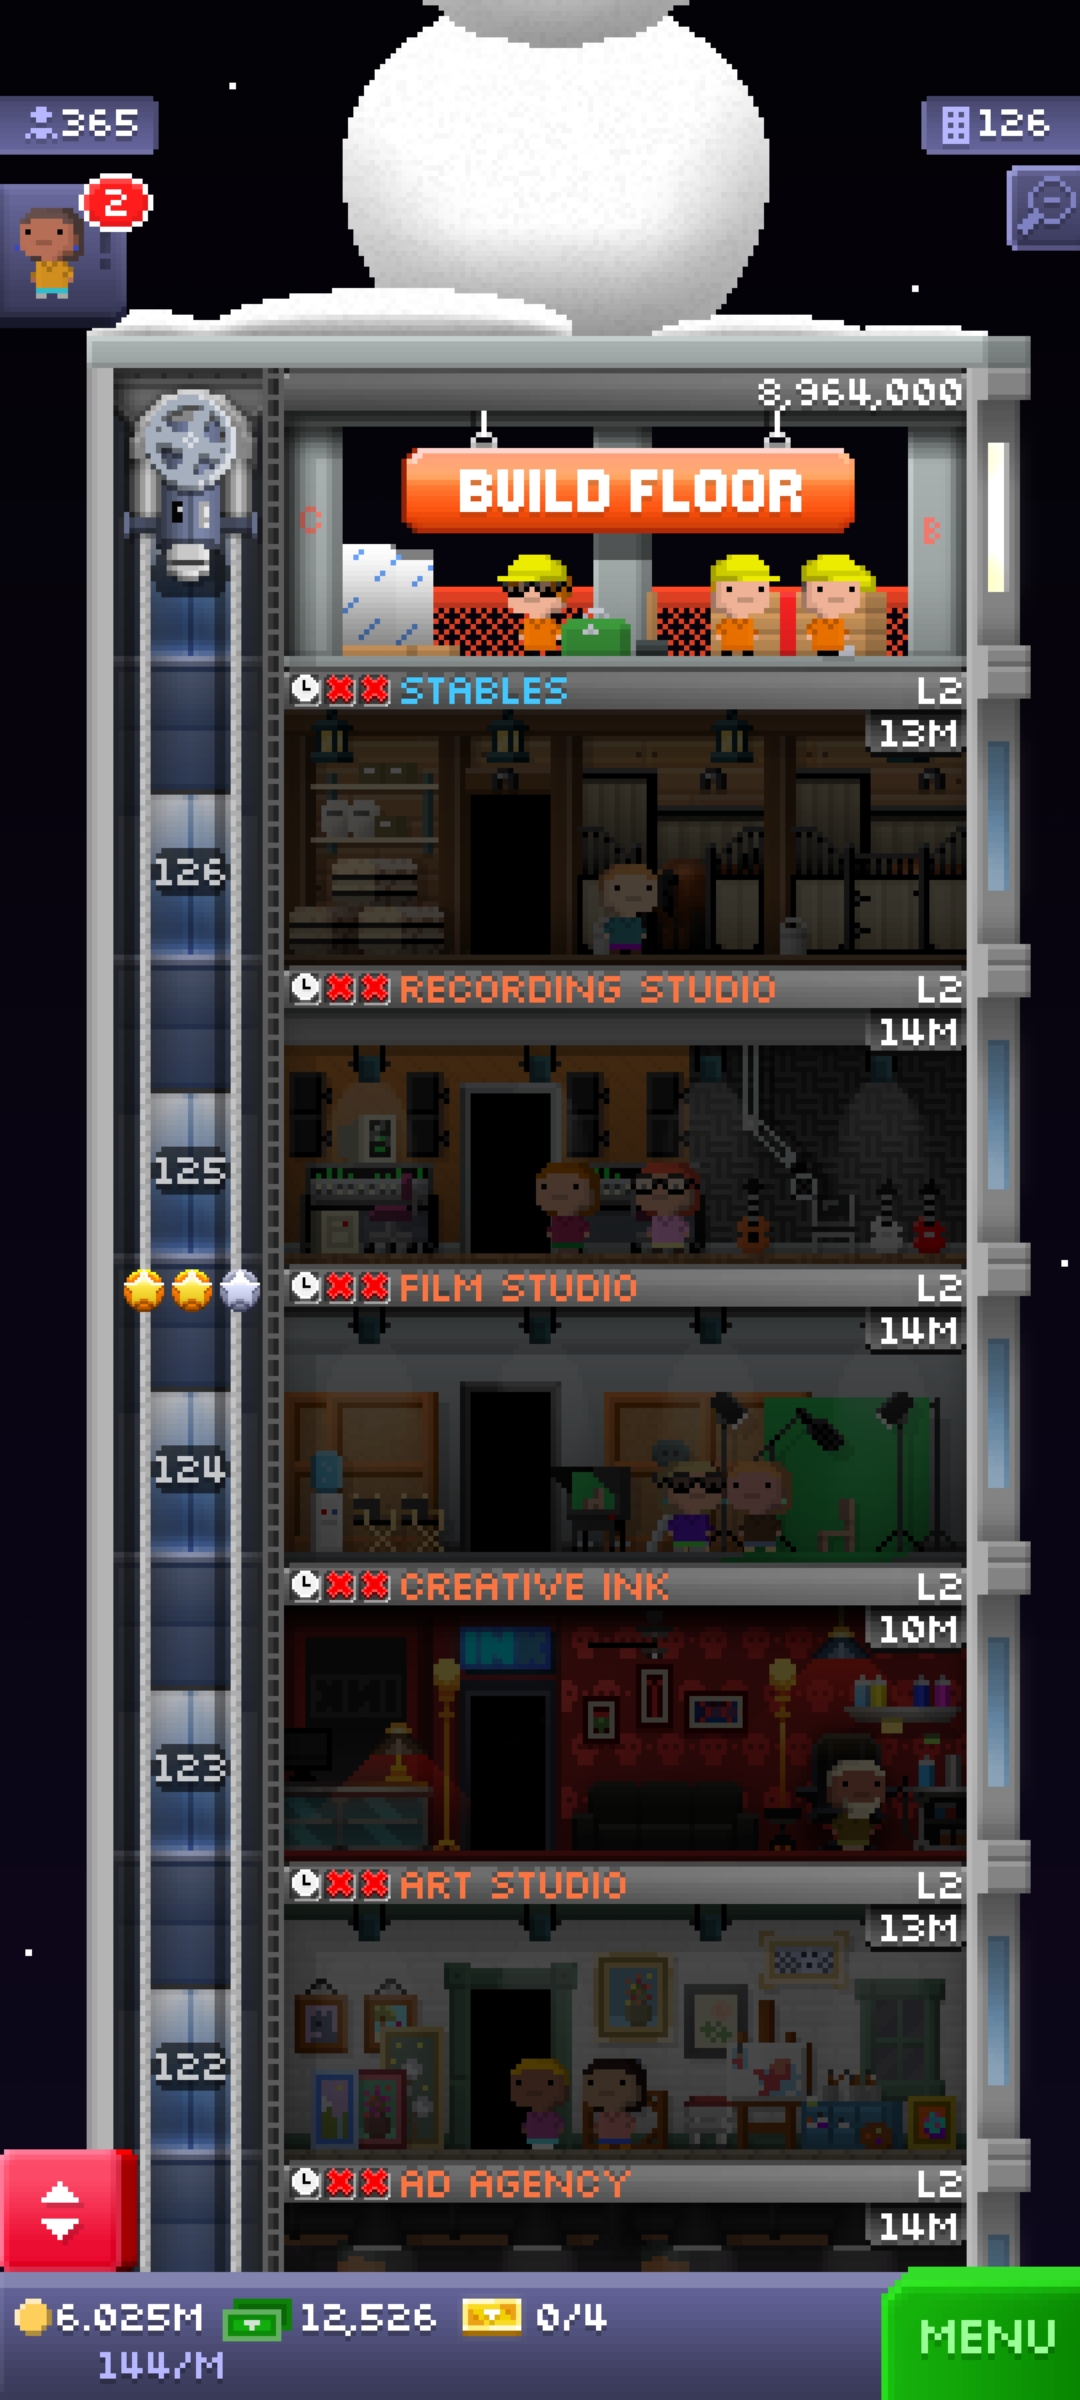 365
126
2
8,964,000
BUILD FLOOR
C
B
STABLES L2
13M
126
RECORDING STUDIO L2
14M
125
FILM STUDIO L2
14M
124
CREATIVE INK L2
10M
INK
INK
123
ART STUDIO L2
13M
122
AD AGENCY L2
14M
6.025M 12,526 0/4
144/M
MENU